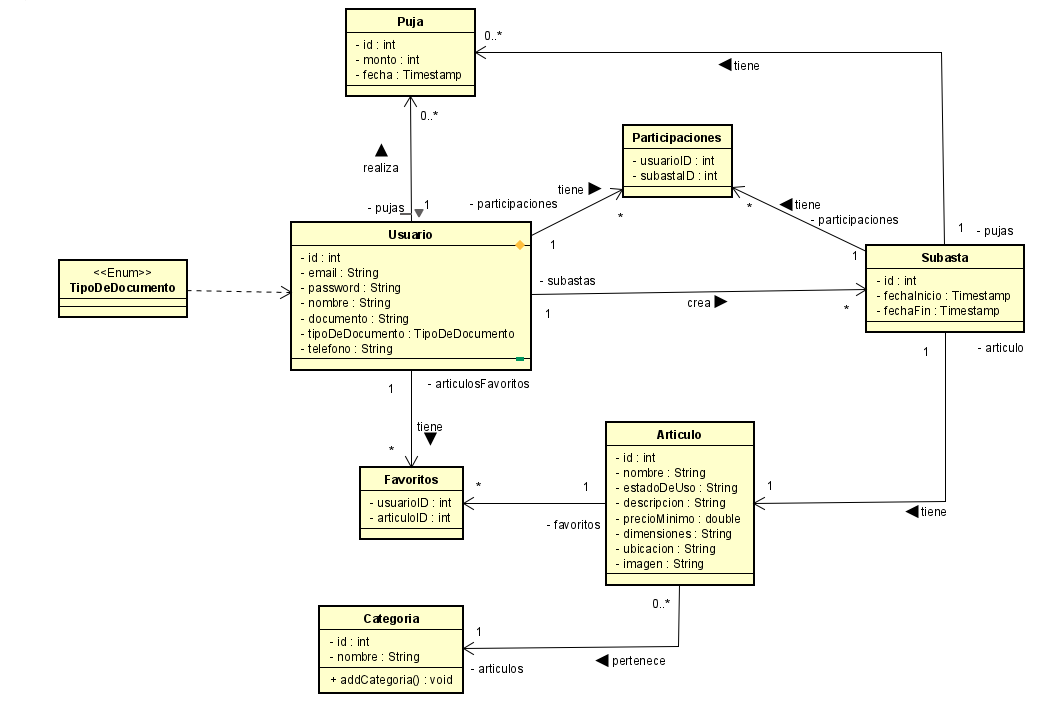 Puja
- id : int
- monto : int
- fecha : Timestamp
0..*
tiene
0..*
realiza
- pujas
1
Participaciones
- usuarioID : int
- subastaID : int
tiene
*
- participaciones
1
tiene
*
- participaciones
1
1
- pujas
<<Enum>>
TipoDeDocumento
Usuario
- id : int
- email : String
- password : String
- nombre : String
- documento : String
- tipoDeDocumento : TipoDeDocumento
- telefono : String
- subastas
1
crea
*
Subasta
- id : int
- fechaInicio : Timestamp
- fechaFin : Timestamp
1
- articulo
1
- articulosFavoritos
tiene
*
Favoritos
- usuarioID : int
- articuloID : int
*
1
- favoritos
Articulo
- id : int
- nombre : String
- estadoDeUso : String
- descripcion : String
- precioMinimo : double
- dimensiones : String
- ubicacion : String
- imagen : String
1
tiene
0..*
Categoria
- id : int
- nombre : String
+ addCategoria() : void
1
- articulos
pertenece